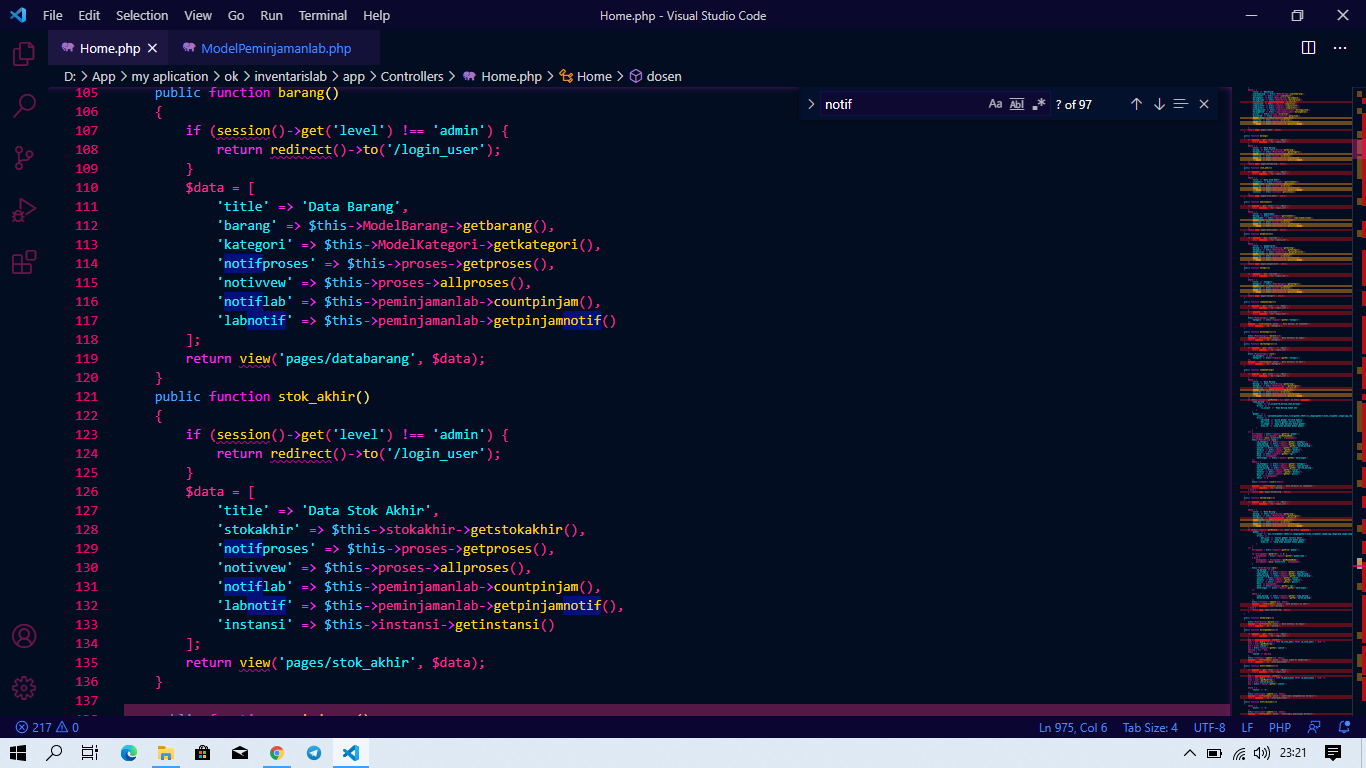 File Edit Selection View Go Run Terminal Help Home.php - Visual Studio Code
Home.php ModelPeminjamanlab.php
D: > App > my aplication > ok > inventarislab > app > Controllers > Home.php > Home > dosen
notif Aa Abl .* ? of 97
105 public function barang()
106 {
107 if (session()->get('level') !== 'admin') {
108 return redirect()->to('/login_user');
109 }
110 $data = [
111 'title' => 'Data Barang',
112 'barang' => $this->ModelBarang->getbarang(),
113 'kategori' => $this->ModelKategori->getkategori(),
114 'notifproses' => $this->proses->getproses(),
115 'notivvew' => $this->proses->allproses(),
116 'notiflab' => $this->peminjamanlab->countpinjam(),
117 'labnotif' => $this->peminjamanlab->getpinjamnotif()
118 ];
119 return view('pages/databarang', $data);
120 }
121 public function stok_akhir()
122 {
123 if (session()->get('level') !== 'admin') {
124 return redirect()->to('/login_user');
125 }
126 $data = [
127 'title' => 'Data Stok Akhir',
128 'stokakhir' => $this->stokakhir->getstokakhir(),
129 'notifproses' => $this->proses->getproses(),
130 'notivvew' => $this->proses->allproses(),
131 'notiflab' => $this->peminjamanlab->countpinjam(),
132 'labnotif' => $this->peminjamanlab->getpinjamnotif(),
133 'instansi' => $this->instansi->getinstansi()
134 ];
135 return view('pages/stok_akhir', $data);
136 }
137
217 0 Ln 975, Col 6 Tab Size: 4 UTF-8 LF PHP
23:21